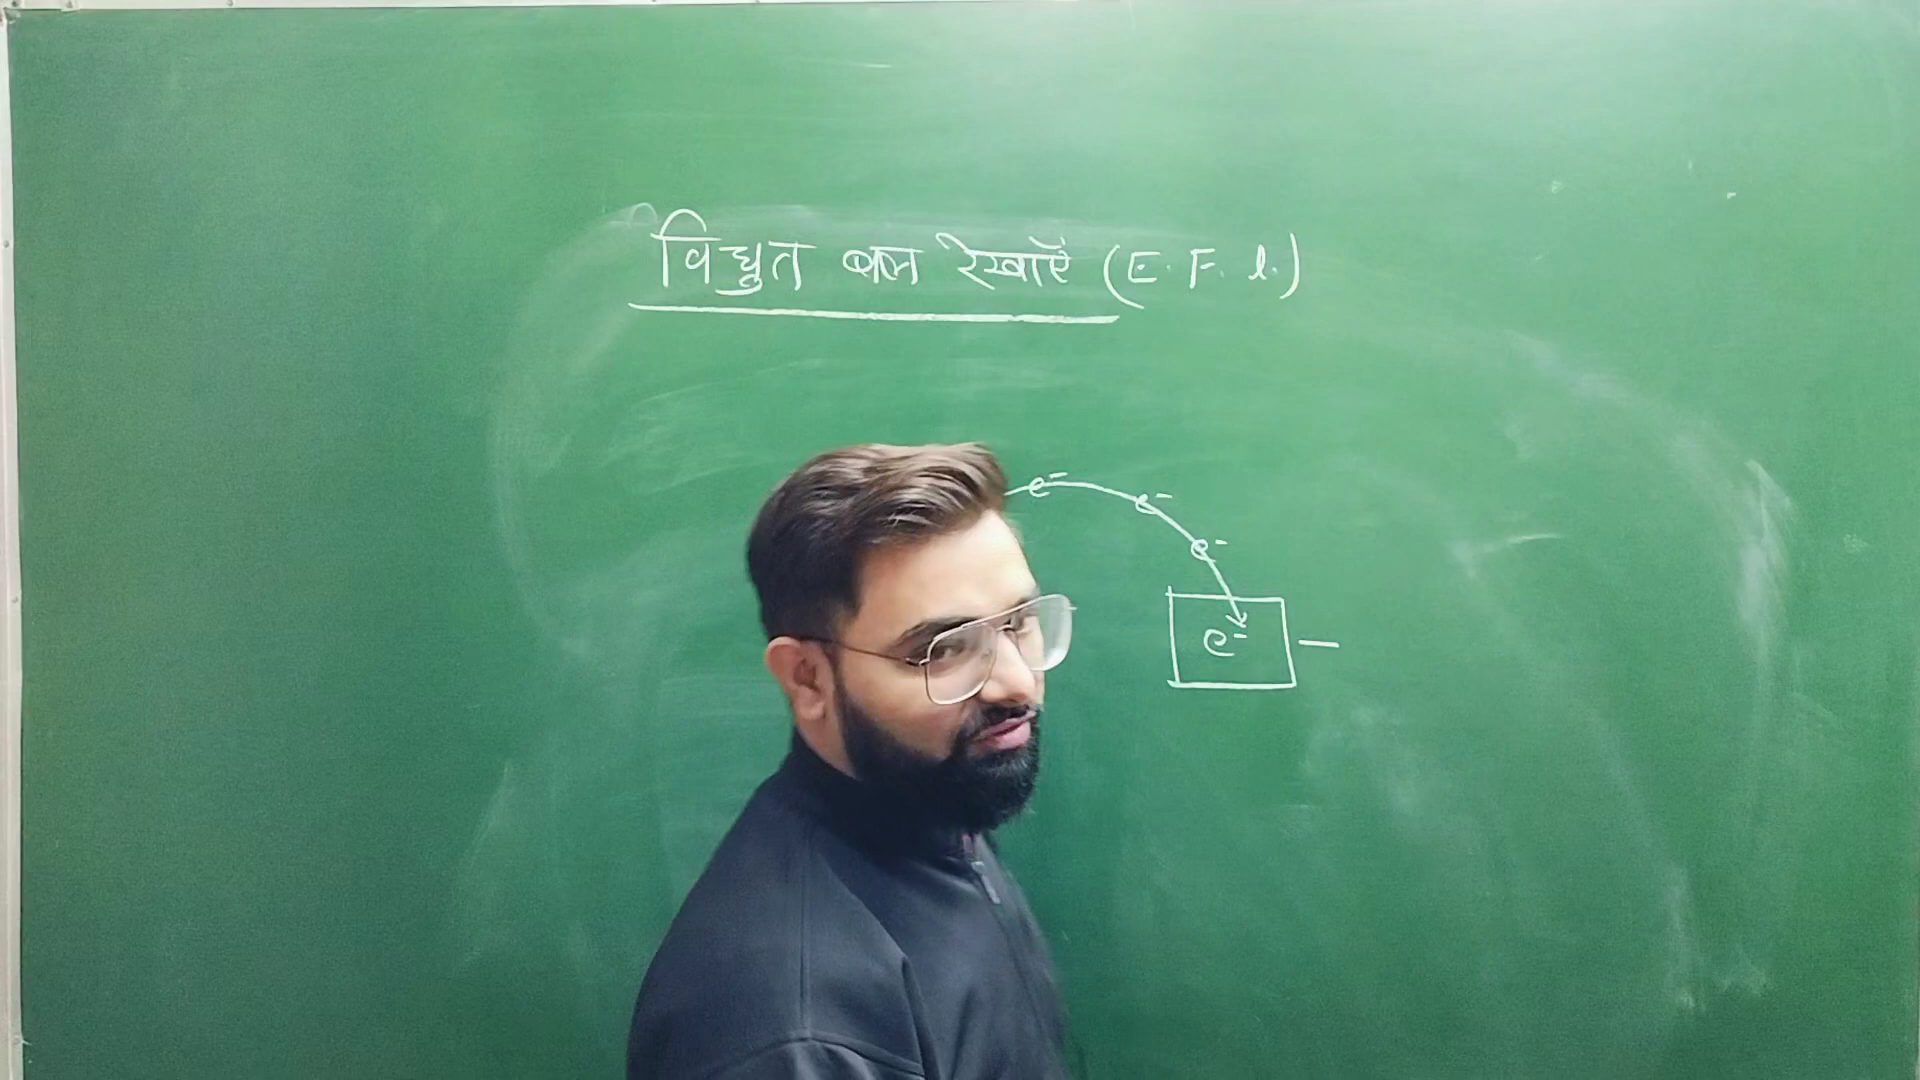 विद्युत बल रेखाएँ (E. F. l.)
e⁻ e⁻
e⁻
e⁻ –